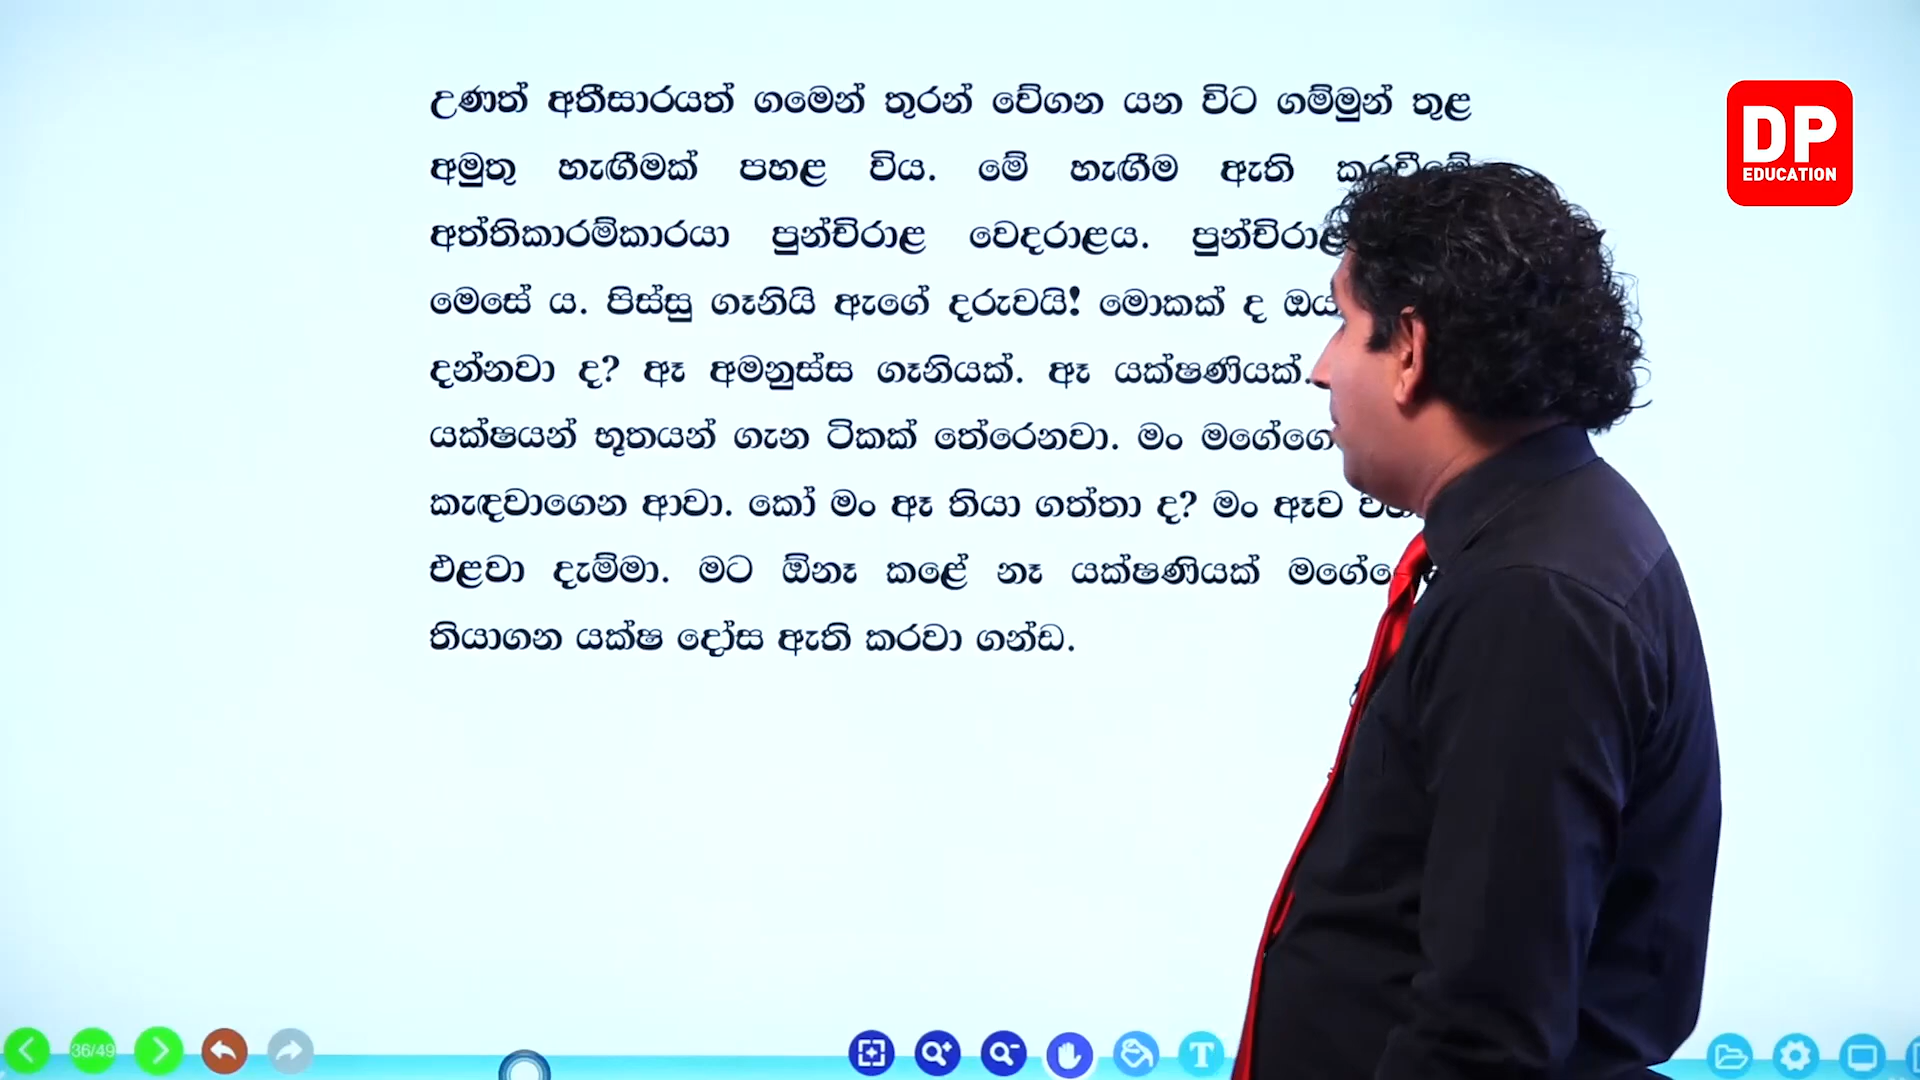 උණත් අතීසාරයත් ගමෙන් තුරන් වේගන යන විට ගම්මුන් තුළ
අමුතු හැඟීමක් පහළ විය. මේ හැඟීම ඇති
අත්තිකාරම්කාරයා පුන්චිරාළ වෙදරාළය.
මෙසේ ය. පිස්සු ගෑනියි ඇගේ දරුවයි! මොකක් ද
දන්නවා ද? ඈ අමනුස්ස ගෑනියක්. ඈ යක්ෂණියක්.
යක්ෂයන් භූතයන් ගැන ටිකක් තේරෙනවා. මං
කැඳවාගෙන ආවා. කෝ මං ඈ තියා ගත්තා ද? මං ඈව
එළවා දැම්මා. මට ඕනෑ කළේ නෑ යක්ෂණියක්
තියාගන යක්ෂ දෝස ඇති කරවා ගන්ඩ.
DP
EDUCATION
36/49
T